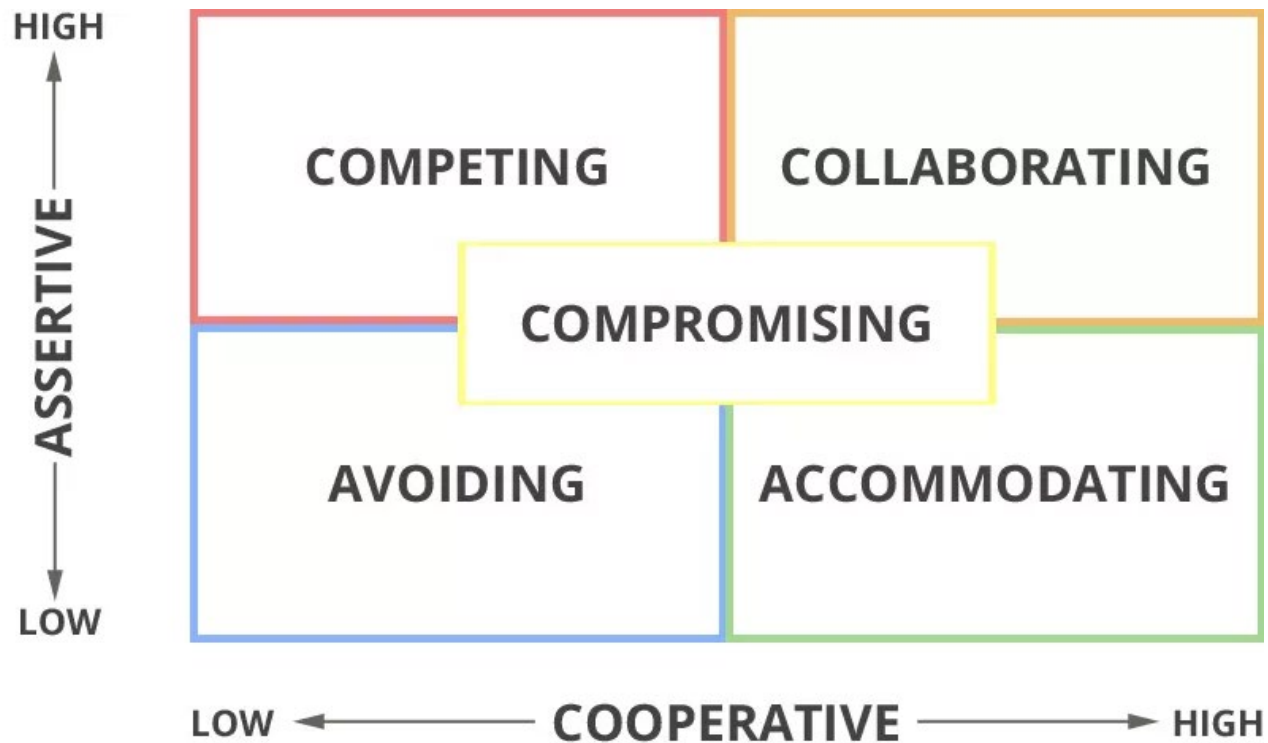 HIGH
COMPETING
COLLABORATING
ASSERTIVE
COMPROMISING
AVOIDING
ACCOMMODATING
LOW
LOW
COOPERATIVE
HIGH